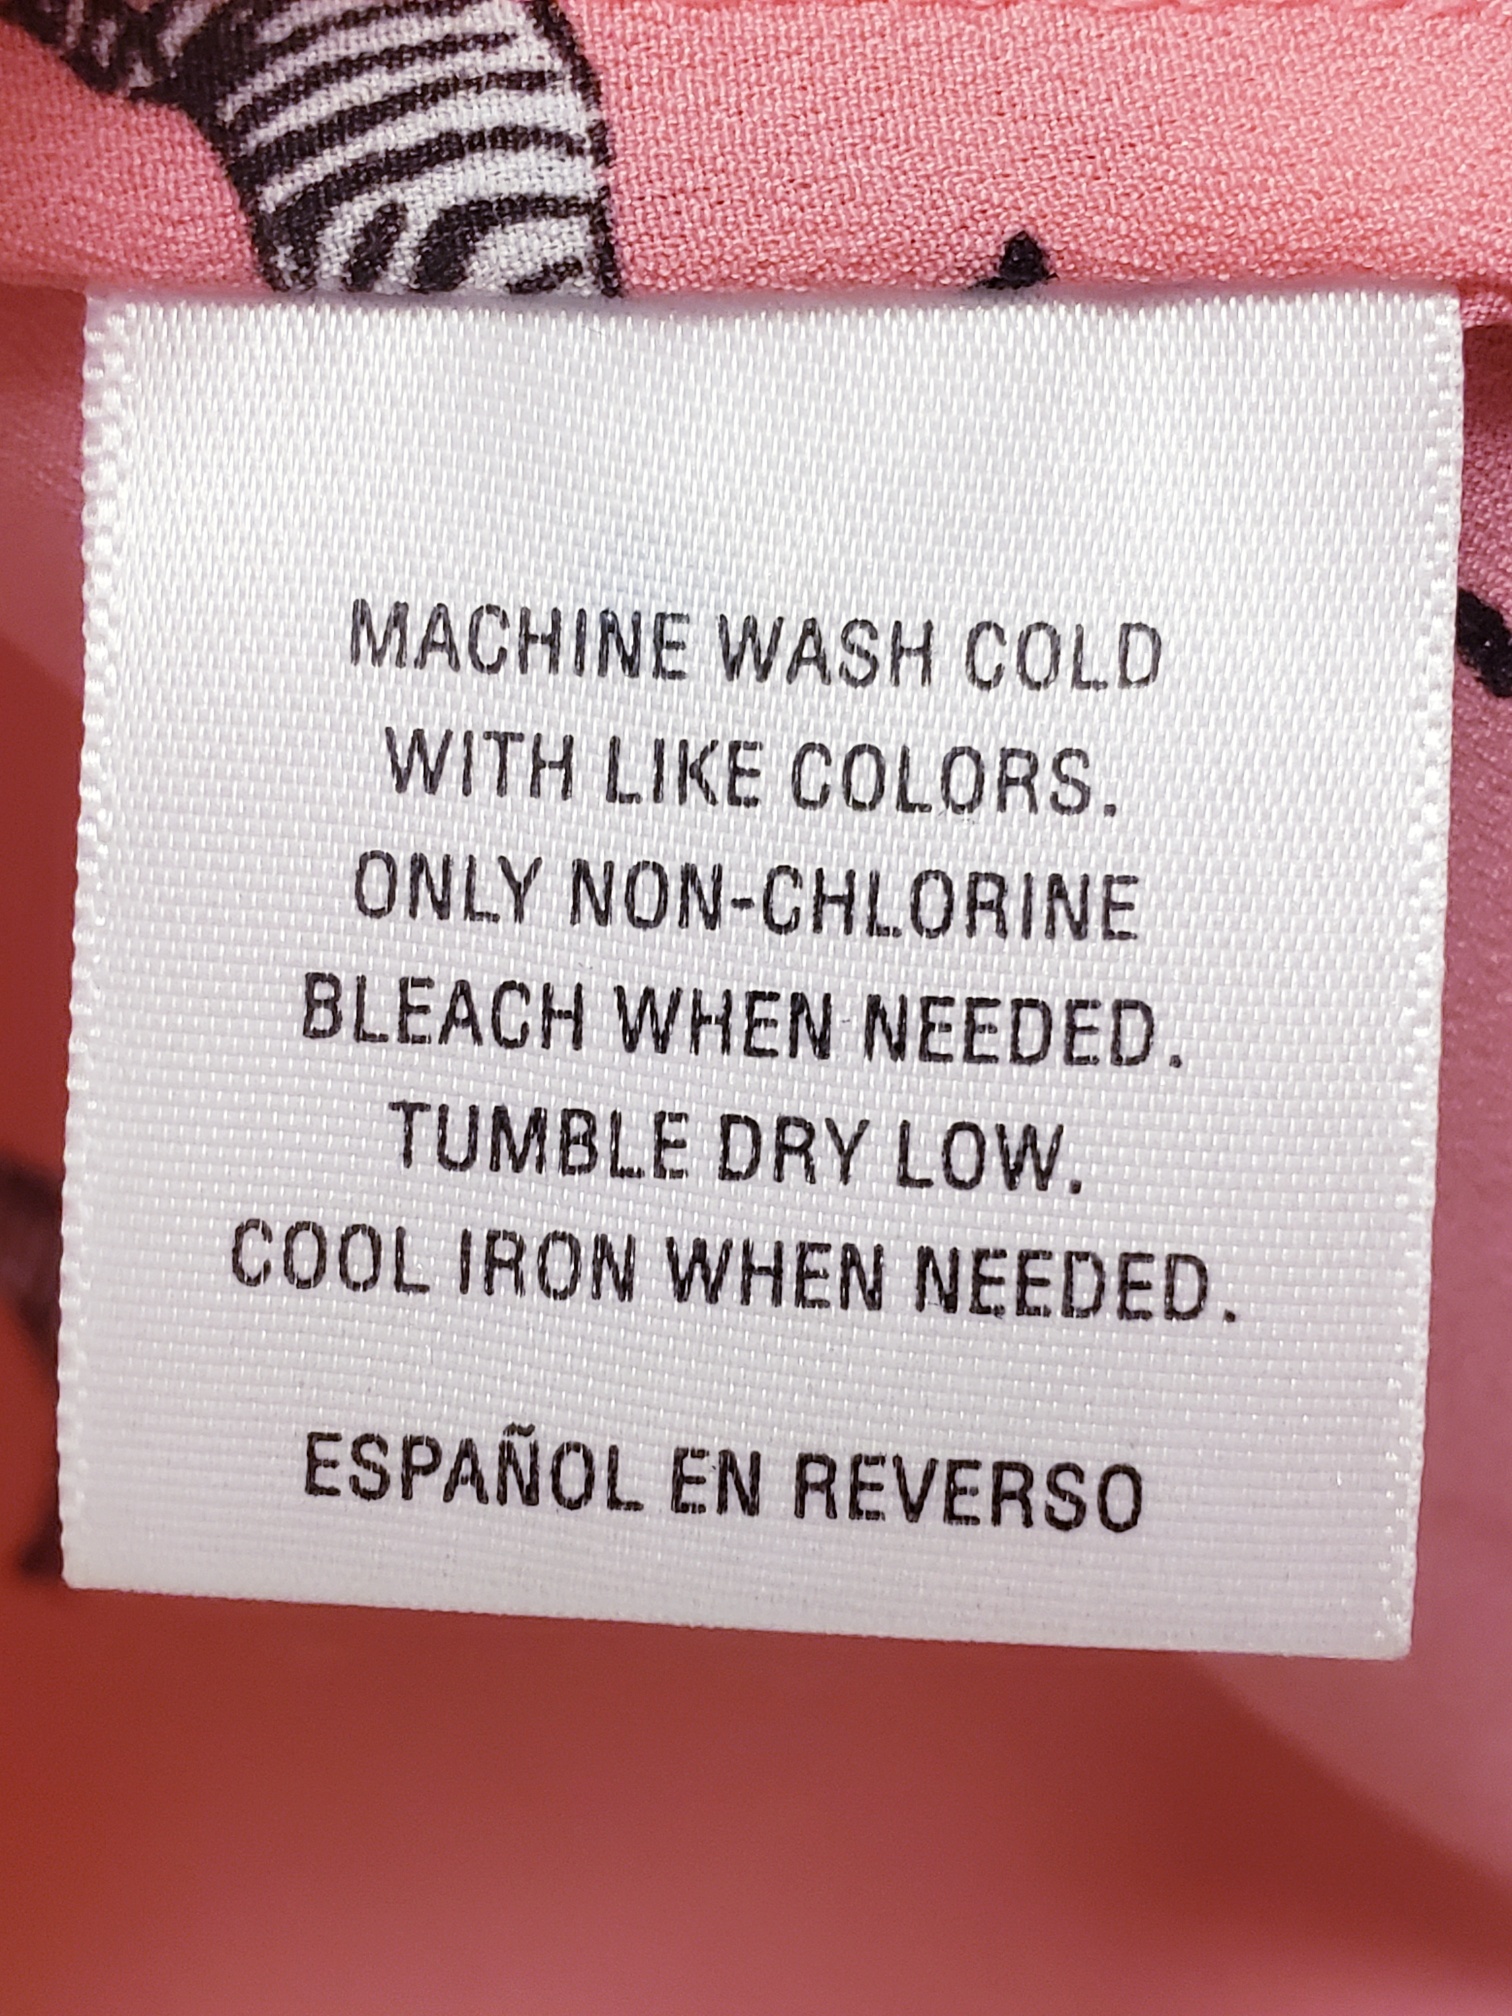 MACHINE WASH COLD
WITH LIKE COLORS.
ONLY NON-CHLORINE
BLEACH WHEN NEEDED.
TUMBLE DRY LOW.
COOL IRON WHEN NEEDED.
ESPAÑOL EN REVERSO